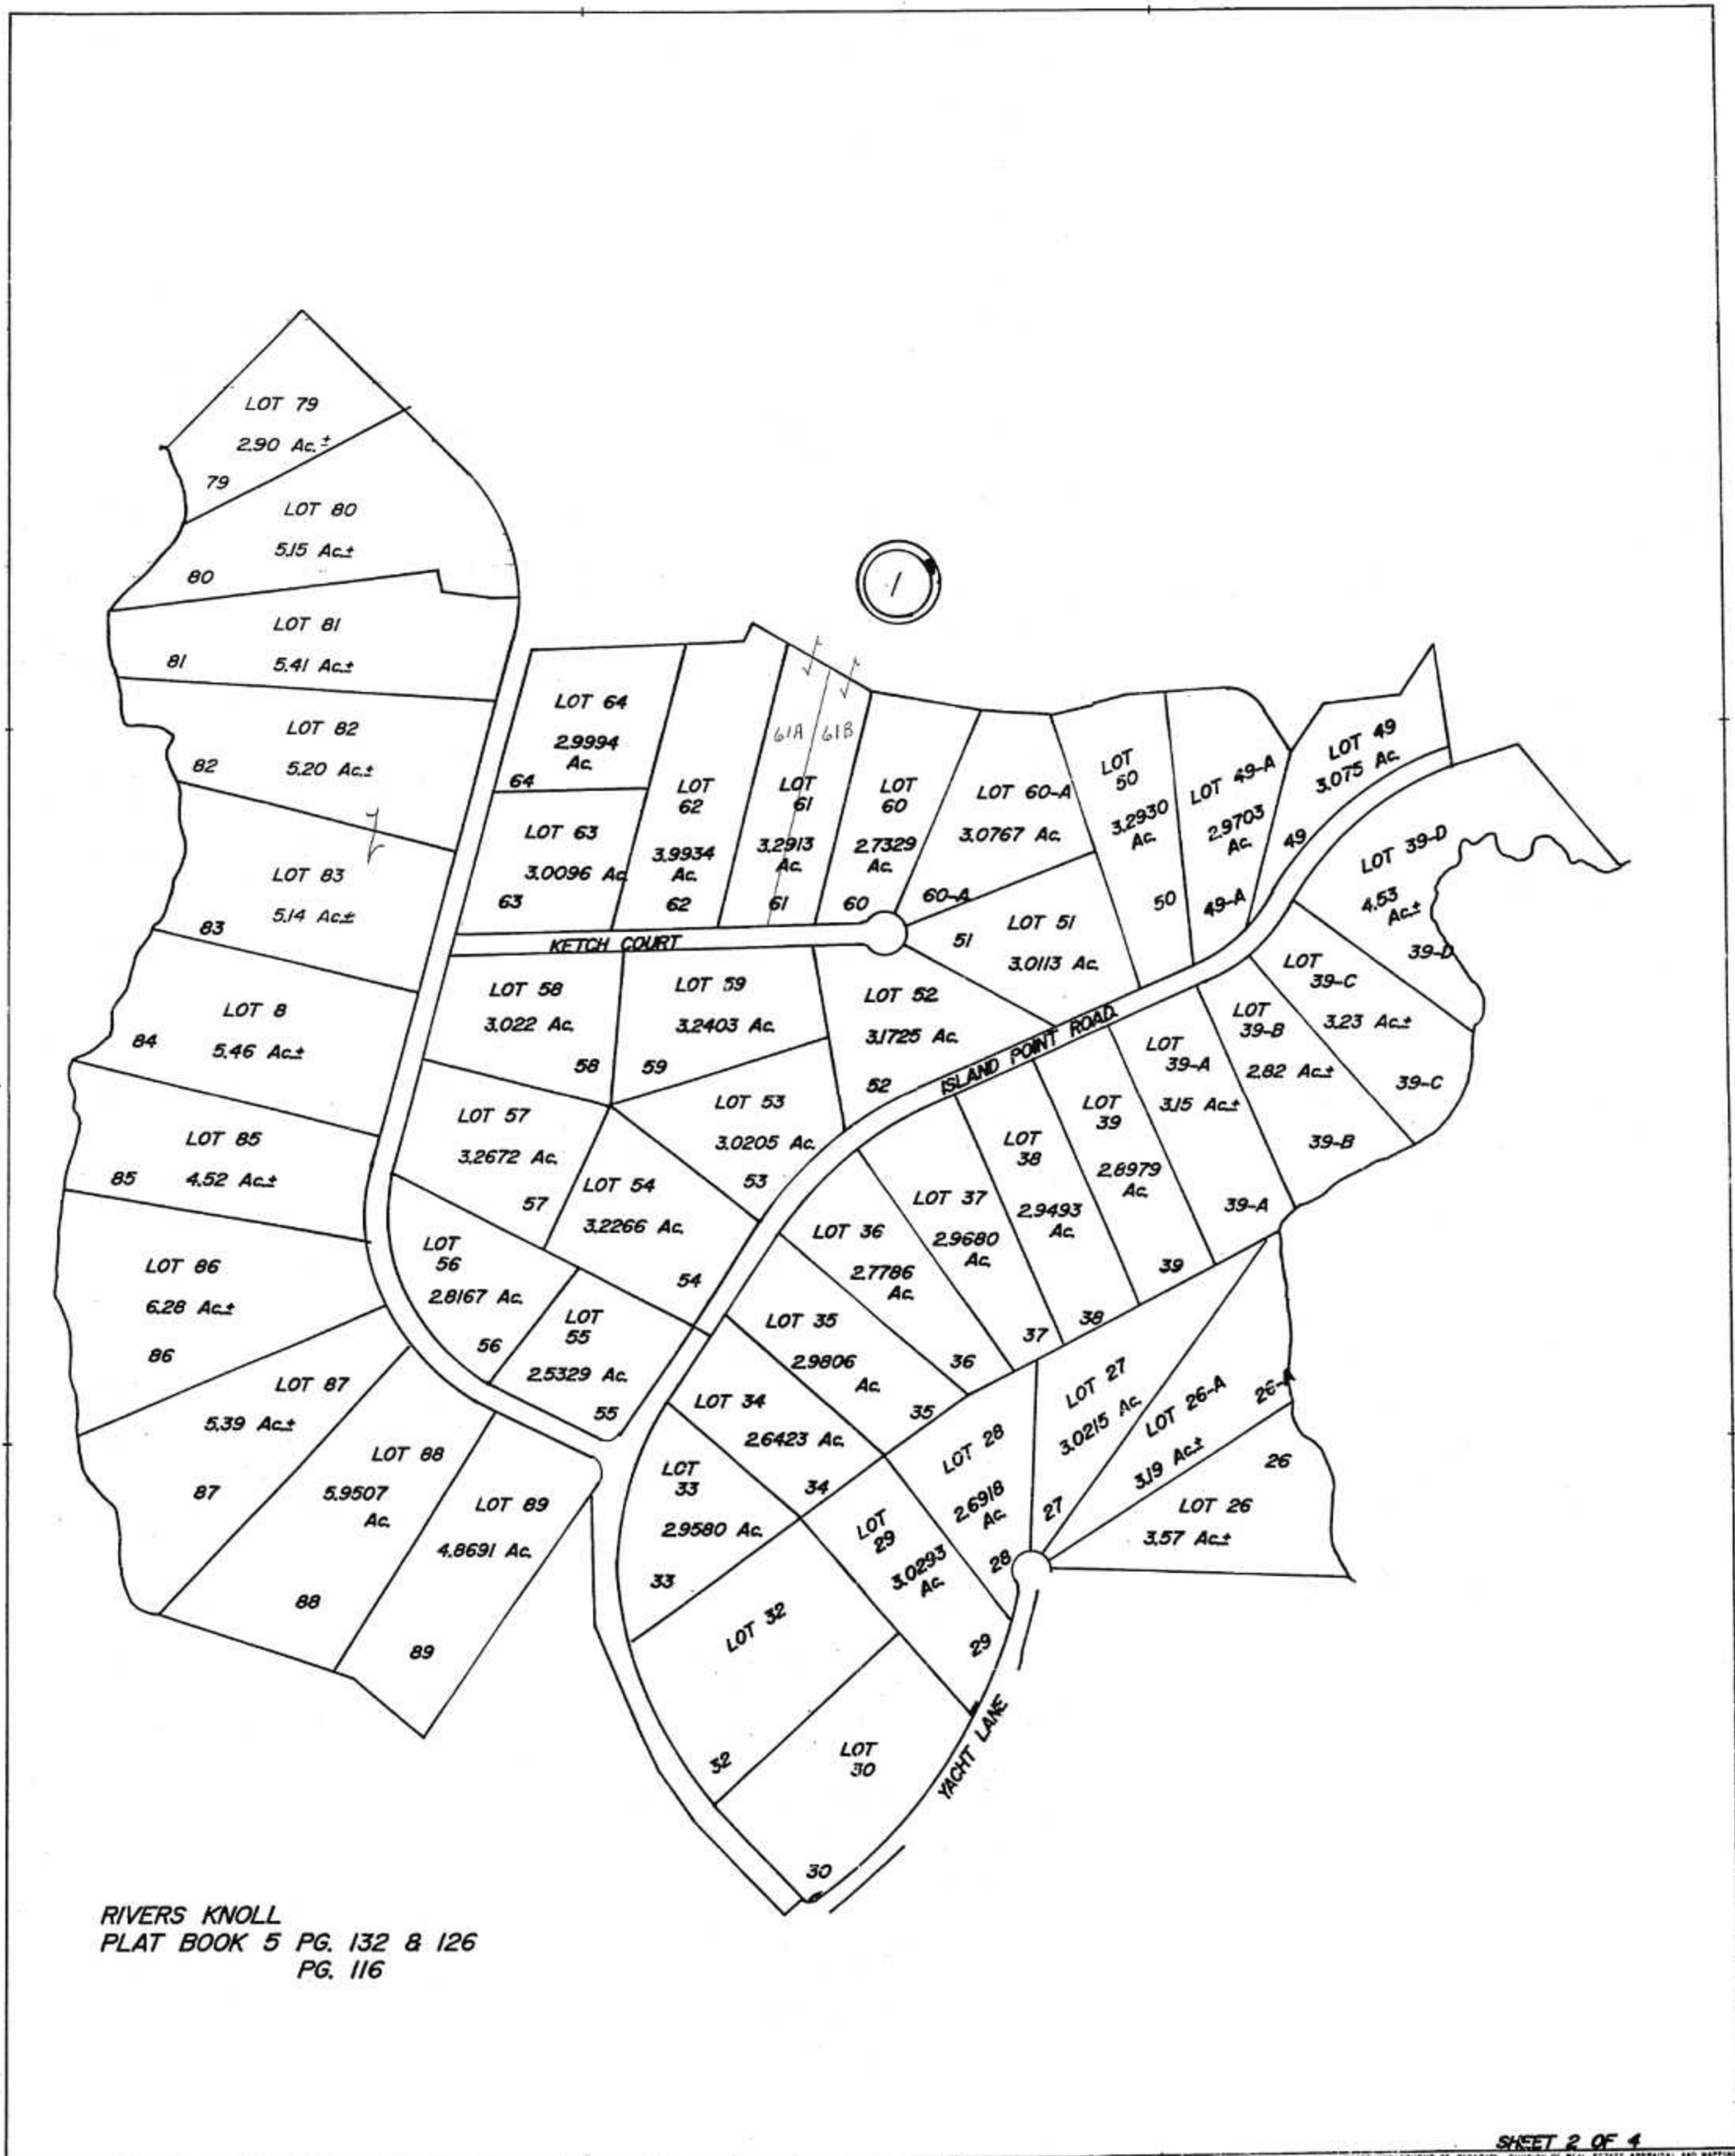 LOT 79
2.90 Ac.±
79
LOT 80
5.15 Ac.±
80
LOT 81
81
5.41 Ac.±
LOT 82
82
5.20 Ac.±
LOT 83
5.14 Ac.±
83
LOT 8
84
5.46 Ac.±
LOT 85
85
4.52 Ac.±
LOT 86
6.28 Ac.±
86
LOT 87
5.39 Ac.±
87
LOT 88
5.9507
Ac.
88
LOT 89
4.8691 Ac.
89
1
LOT 64
2.9994
Ac.
64
LOT 63
3.0096 Ac
63
LOT
62
3.9934
Ac.
62
61A
61B
LOT
61
3.2913
Ac.
61
LOT
60
2.7329
Ac.
60
LOT 60-A
3.0767 Ac.
60-A
LOT
50
3.2930
Ac.
50
LOT 49-A
2.9703
Ac.
49-A
LOT 49
3.075 Ac.
49
LOT 39-D
4.53
Ac.±
39-D
KETCH COURT
LOT 51
51
3.0113 Ac.
LOT 58
3.022 Ac.
58
LOT 59
3.2403 Ac.
59
LOT 52
3.1725 Ac.
52
ISLAND POINT ROAD
LOT
39-C
3.23 Ac.±
39-C
LOT
39-B
2.82 Ac.±
39-B
LOT
39-A
3.15 Ac.±
39-A
LOT
39
2.8979
Ac.
39
LOT
38
2.9493
Ac.
38
LOT 37
2.9680
Ac.
37
LOT 36
2.7786
Ac.
36
LOT 35
2.9806
Ac.
35
LOT 57
3.2672 Ac.
57
LOT 53
3.0205 Ac.
53
LOT 54
3.2266 Ac.
54
LOT
56
2.8167 Ac.
56
LOT
55
2.5329 Ac.
55
LOT 34
2.6423 Ac.
34
LOT
33
2.9580 Ac.
33
LOT 32
32
LOT
30
30
LOT
29
3.0293
Ac.
29
LOT 28
2.6918
Ac.
28
LOT 27
3.0215 Ac.
27
LOT 26-A
3.19 Ac.±
26-A
LOT 26
3.57 Ac.±
26
YACHT LANE
RIVERS KNOLL
PLAT BOOK 5 PG. 132 & 126
PG. 116
SHEET 2 OF 4